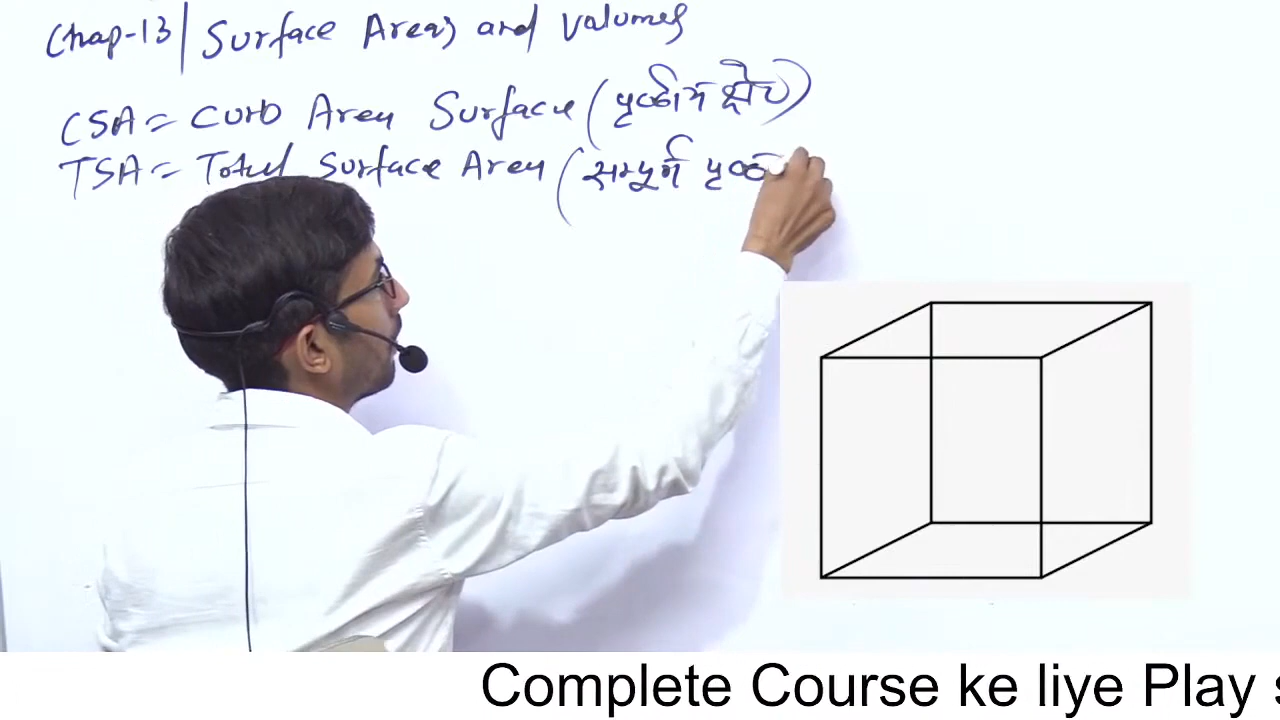 Chap-13 | Surface Areas and Volumes
CSA = Curb Area Surface (पृष्ठीय क्षेत्र)
TSA = Total Surface Area (सम्पूर्ण पृष्ठ
Complete Course ke liye Play s